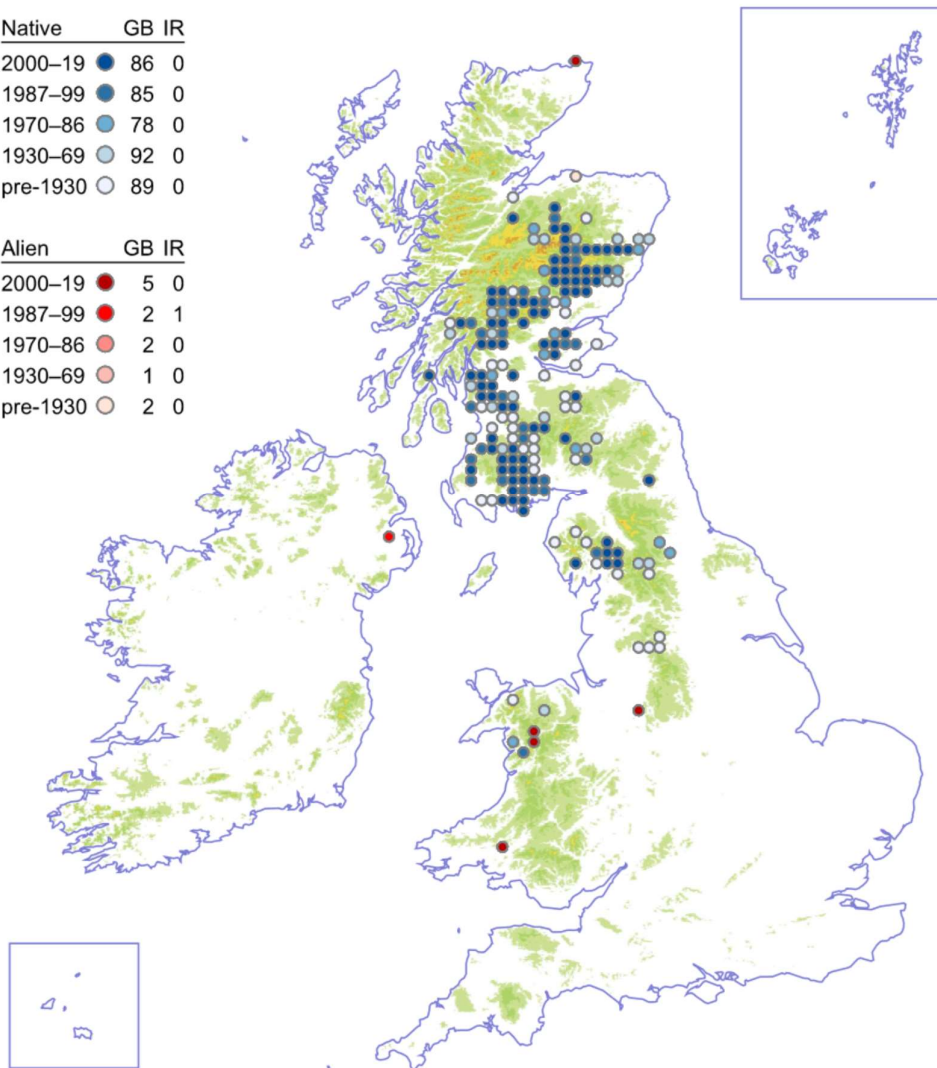 Native GB IR
2000–19 86 0
1987–99 85 0
1970–86 78 0
1930–69 92 0
pre-1930 89 0
Alien GB IR
2000–19 5 0
1987–99 2 1
1970–86 2 0
1930–69 1 0
pre-1930 2 0